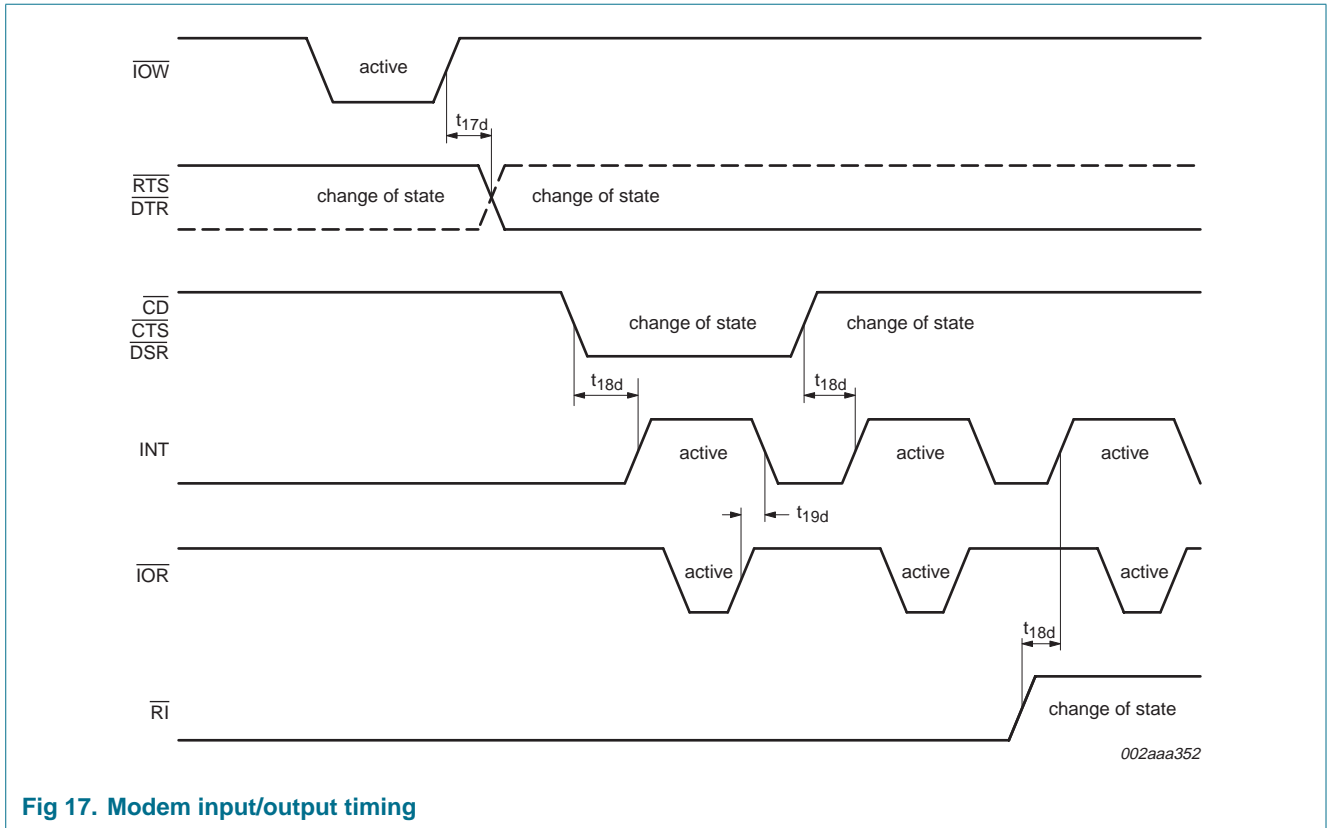 IOW
active
t17d
RTS
DTR
change of state
change of state
CD
CTS
DSR
change of state
change of state
t18d
t18d
INT
active
active
active
t19d
IOR
active
active
active
t18d
RI
change of state
002aaa352
Fig 17. Modem input/output timing